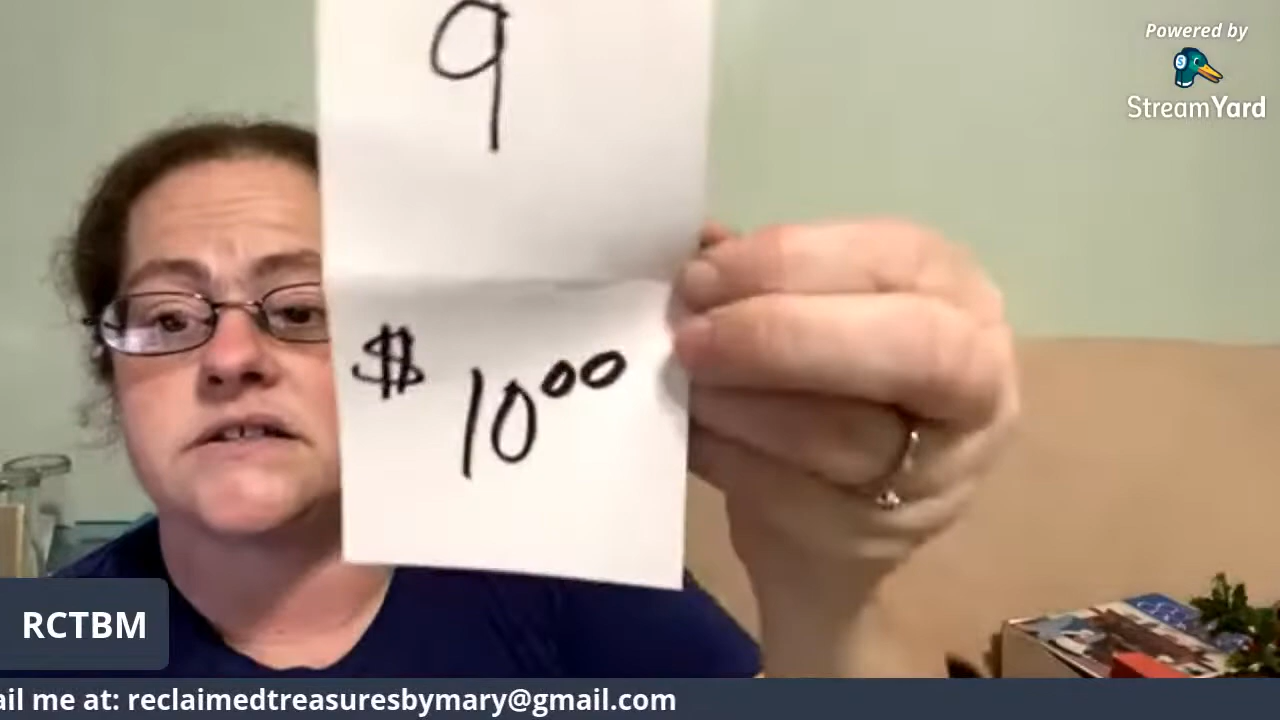 9
Powered by
StreamYard
$ 10⁰⁰
RCTBM
ail me at: reclaimedtreasuresbymary@gmail.com